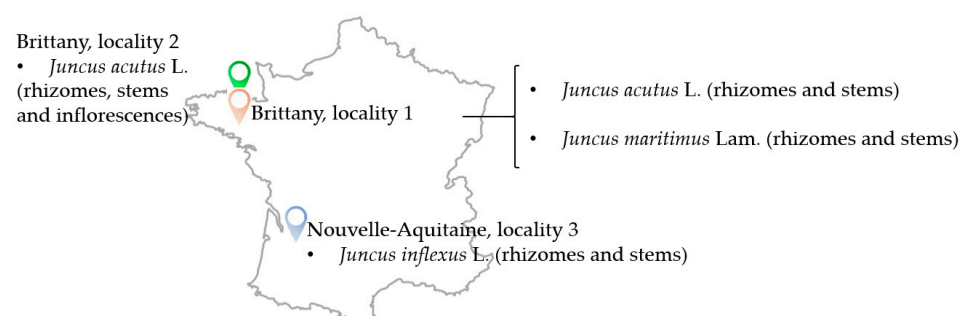 Brittany, locality 2
• Juncus acutus L.
(rhizomes, stems
and inflorescences)
Brittany, locality 1
• Juncus acutus L. (rhizomes and stems)
• Juncus maritimus Lam. (rhizomes and stems)
Nouvelle-Aquitaine, locality 3
• Juncus inflexus L. (rhizomes and stems)